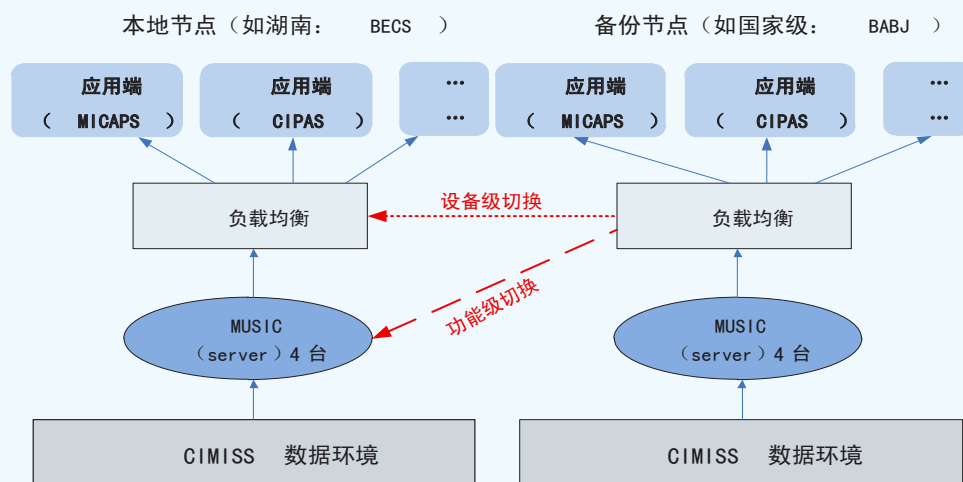 本地节点（如湖南： BECS ） 备份节点（如国家级： BABJ ）
应用端 应用端 … 应用端 应用端 …
（ MICAPS ） （ CIPAS ） … （ MICAPS ） （ CIPAS ） …
设备级切换
负载均衡 负载均衡
功能级切换
MUSIC MUSIC
（server）4 台 （server）4 台
CIMISS 数据环境 CIMISS 数据环境